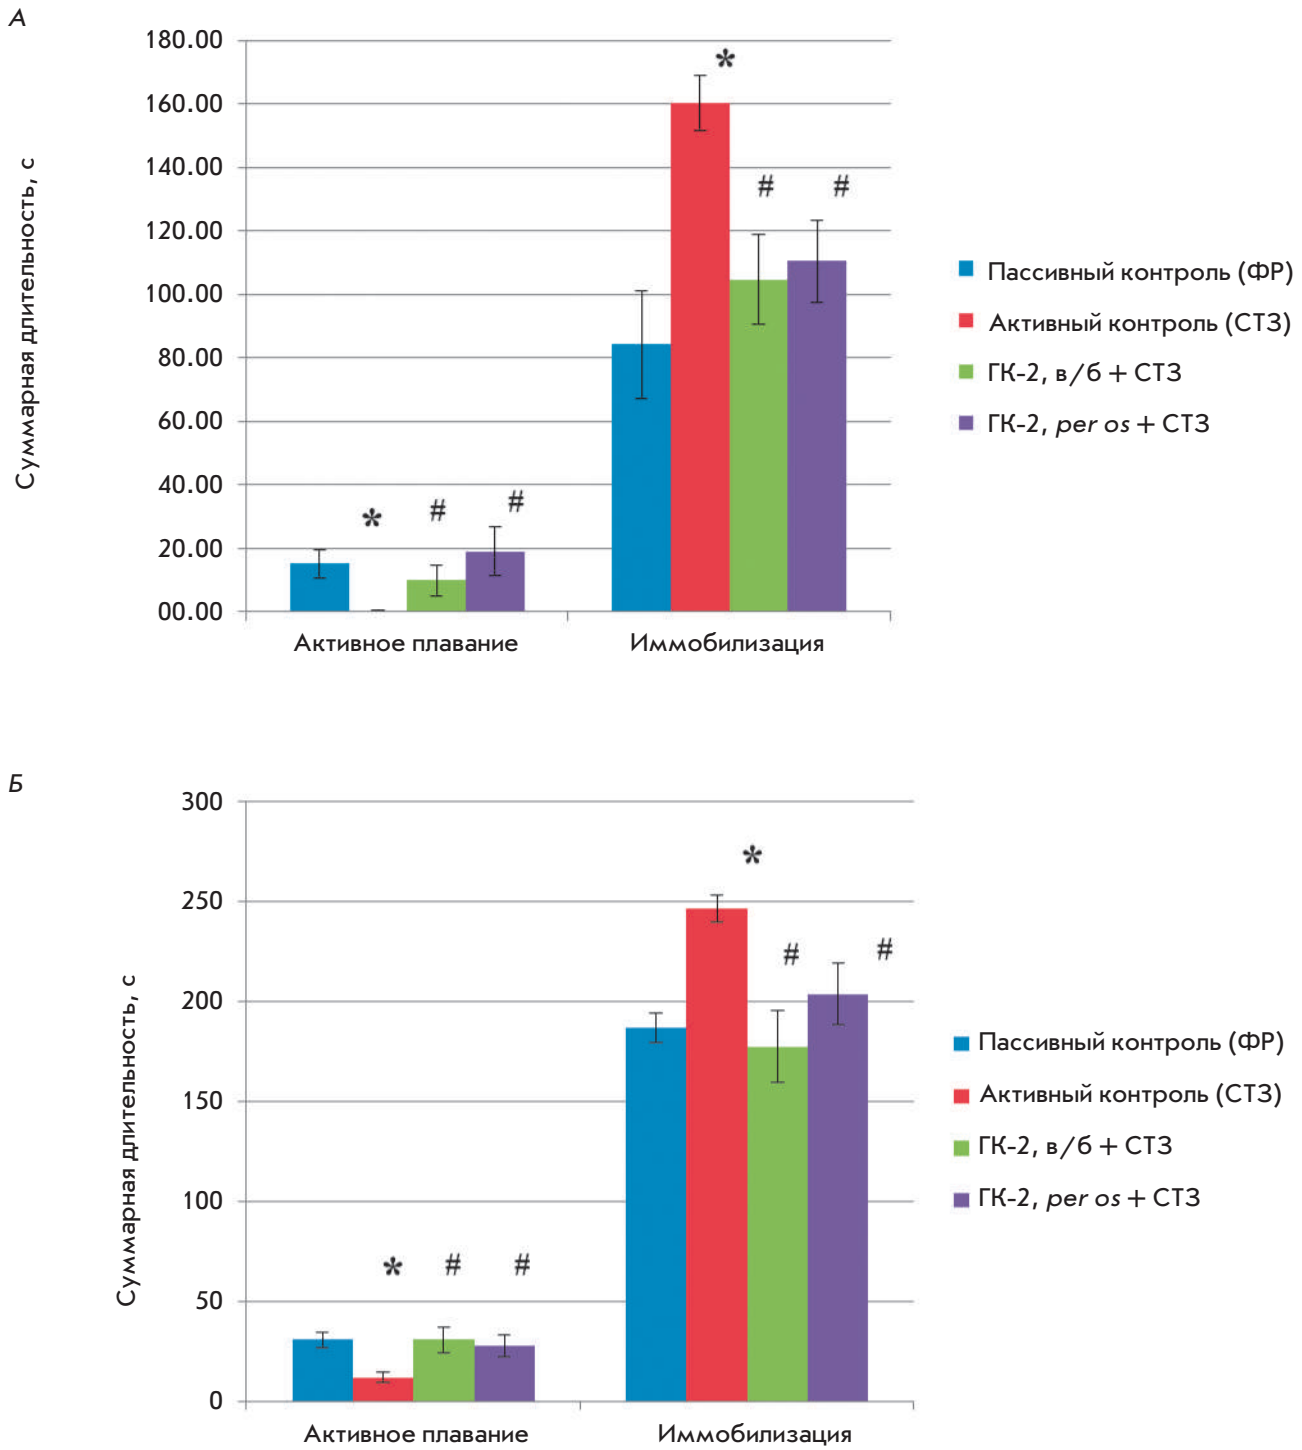 А
180.00
160.00
140.00
120.00
100.00
80.00
60.00
40.00
20.00
00.00
Суммарная длительность, с
*
#
#
*
#
#
Активное плавание
Иммобилизация
Пассивный контроль (ФР)
Активный контроль (СТЗ)
ГК-2, в/б + СТЗ
ГК-2, per os + СТЗ
Б
300
250
200
150
100
50
0
Суммарная длительность, с
*
#
#
*
#
#
Активное плавание
Иммобилизация
Пассивный контроль (ФР)
Активный контроль (СТЗ)
ГК-2, в/б + СТЗ
ГК-2, per os + СТЗ